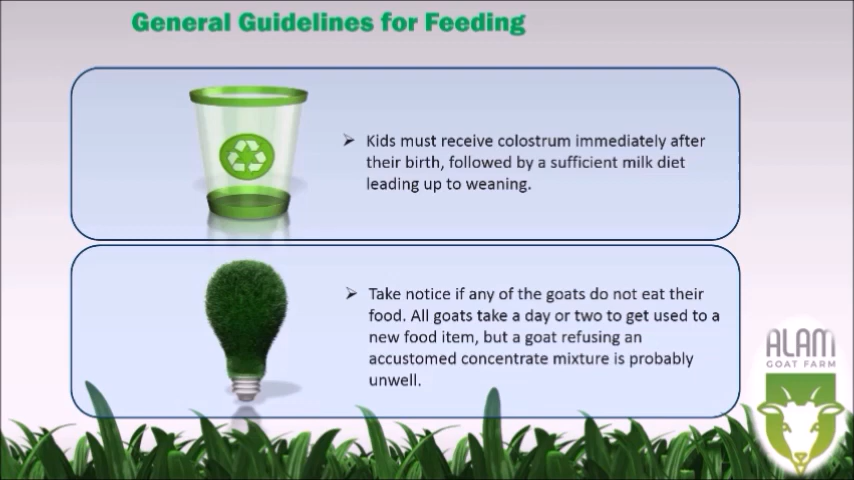 General Guidelines for Feeding
➢ Kids must receive colostrum immediately after
their birth, followed by a sufficient milk diet
leading up to weaning.
➢ Take notice if any of the goats do not eat their
food. All goats take a day or two to get used to a
new food item, but a goat refusing an
accustomed concentrate mixture is probably
unwell.
ALAM
GOAT FARM